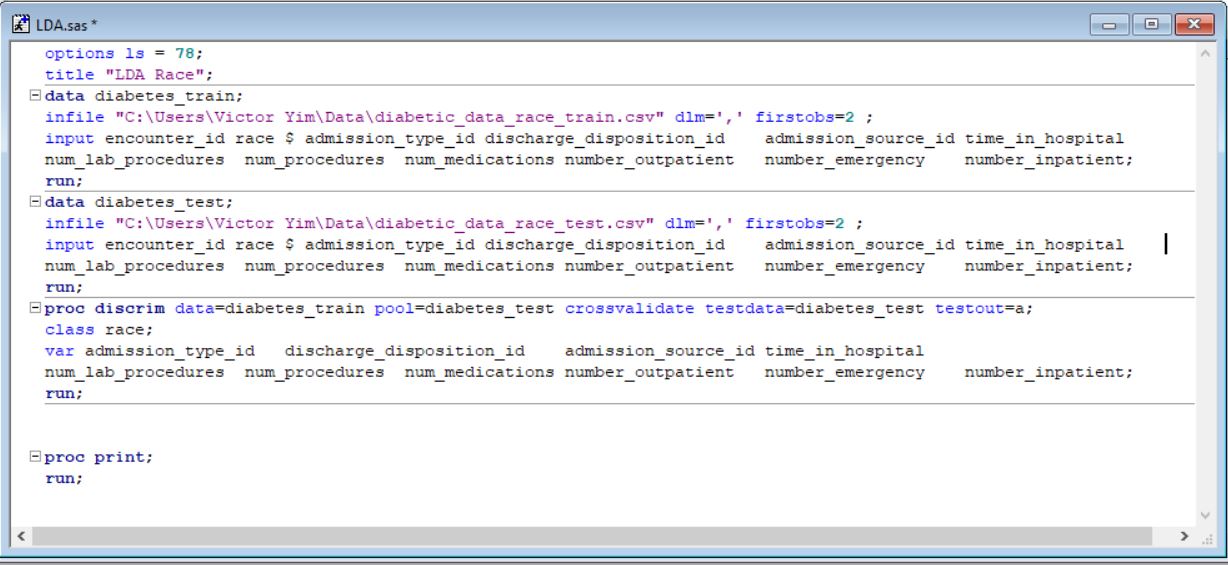 LDA.sas *
options ls = 78;
title "LDA Race";
data diabetes_train;
infile "C:\Users\Victor Yim\Data\diabetic_data_race_train.csv" dlm=',' firstobs=2 ;
input encounter_id race $ admission_type_id discharge_disposition_id    admission_source_id time_in_hospital
num_lab_procedures  num_procedures  num_medications number_outpatient   number_emergency    number_inpatient;
run;
data diabetes_test;
infile "C:\Users\Victor Yim\Data\diabetic_data_race_test.csv" dlm=',' firstobs=2 ;
input encounter_id race $ admission_type_id discharge_disposition_id    admission_source_id time_in_hospital
num_lab_procedures  num_procedures  num_medications number_outpatient   number_emergency    number_inpatient;
run;
proc discrim data=diabetes_train pool=diabetes_test crossvalidate testdata=diabetes_test testout=a;
class race;
var admission_type_id   discharge_disposition_id    admission_source_id time_in_hospital
num_lab_procedures  num_procedures  num_medications number_outpatient   number_emergency    number_inpatient;
run;
proc print;
run;